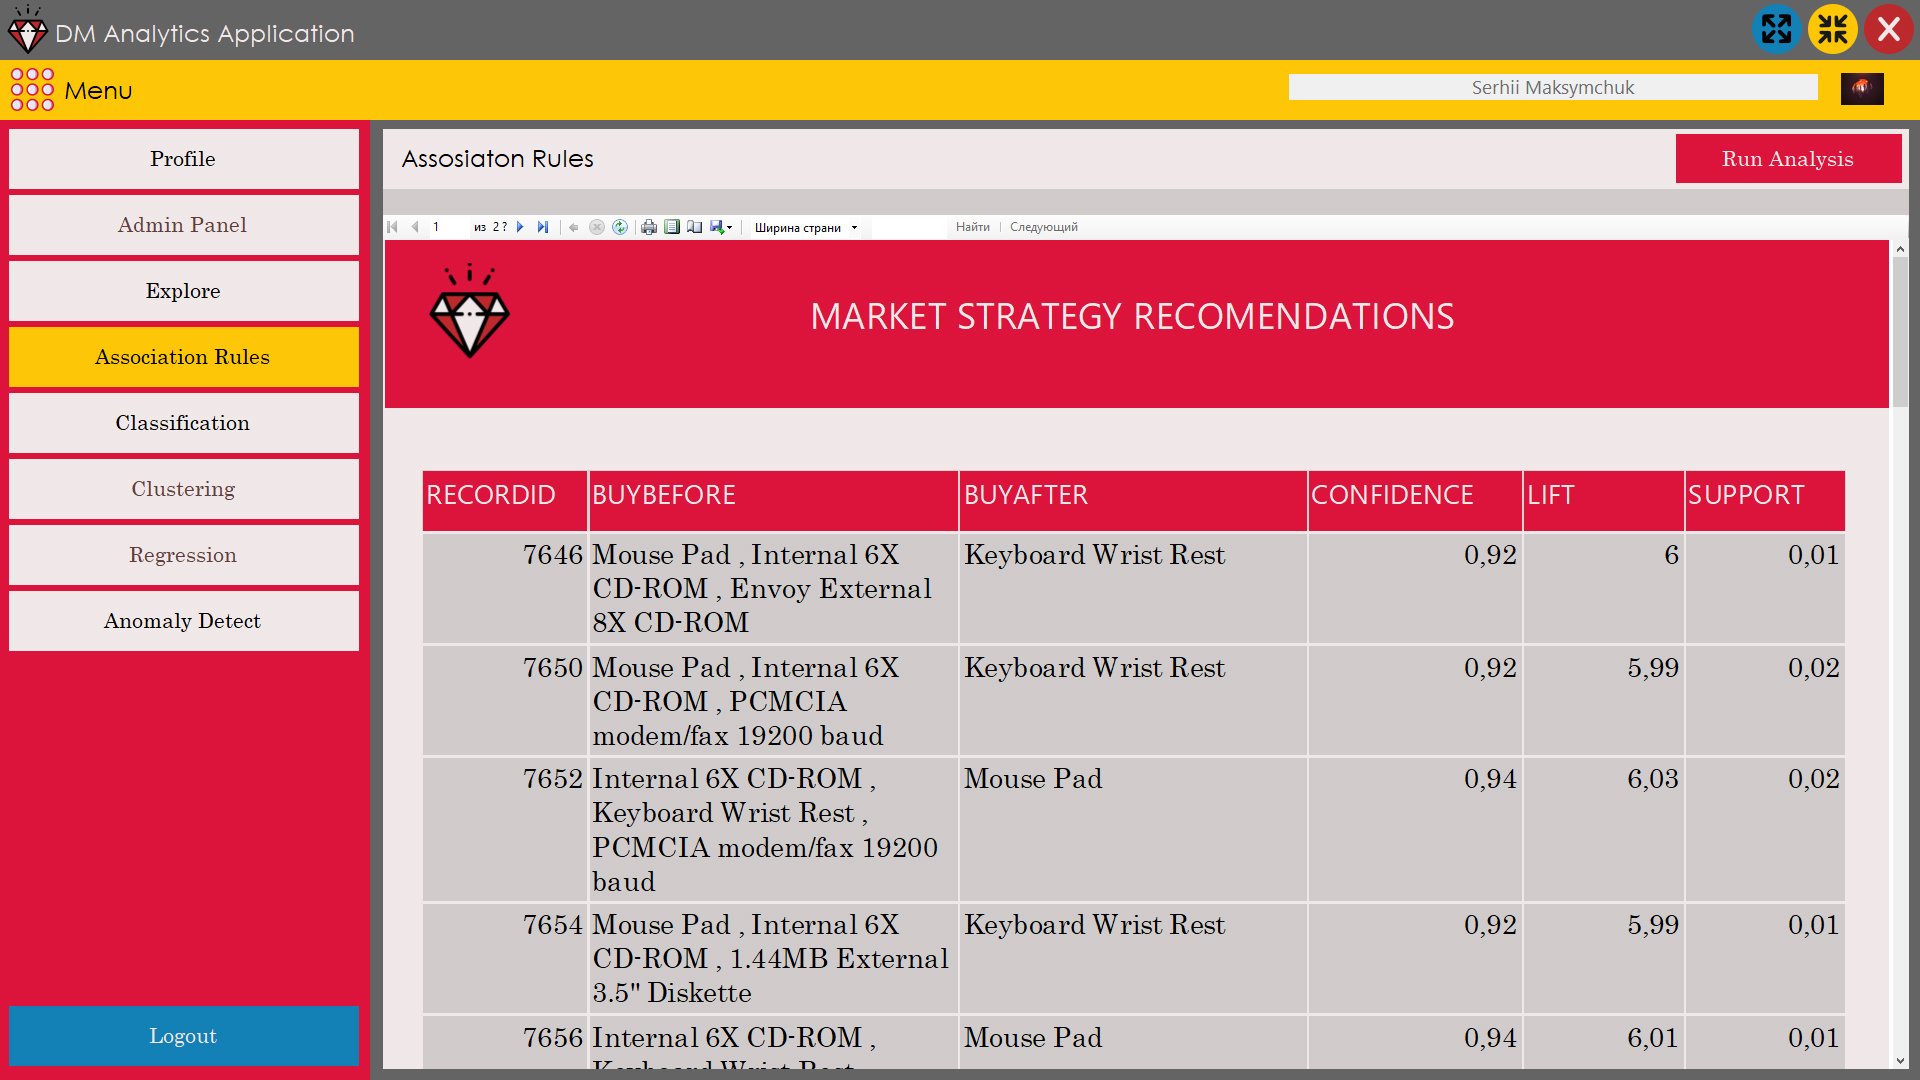 DM Analytics Application
Menu
Serhii Maksymchuk
Profile
Admin Panel
Explore
Association Rules
Classification
Clustering
Regression
Anomaly Detect
Logout
Assosiaton Rules
Run Analysis
1 из 2 ? Ширина страни Найти | Следующий
MARKET STRATEGY RECOMENDATIONS
RECORDID BUYBEFORE BUYAFTER CONFIDENCE LIFT SUPPORT
7646 Mouse Pad , Internal 6X Keyboard Wrist Rest 0,92 6 0,01
CD-ROM , Envoy External
8X CD-ROM
7650 Mouse Pad , Internal 6X Keyboard Wrist Rest 0,92 5,99 0,02
CD-ROM , PCMCIA
modem/fax 19200 baud
7652 Internal 6X CD-ROM , Mouse Pad 0,94 6,03 0,02
Keyboard Wrist Rest ,
PCMCIA modem/fax 19200
baud
7654 Mouse Pad , Internal 6X Keyboard Wrist Rest 0,92 5,99 0,01
CD-ROM , 1.44MB External
3.5" Diskette
7656 Internal 6X CD-ROM , Mouse Pad 0,94 6,01 0,01
Keyboard Wrist Rest